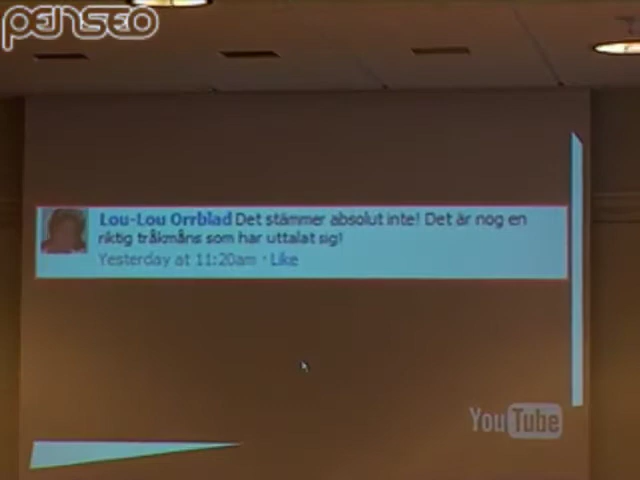 penseo
Lou-Lou Orrblad Det stämmer absolut inte! Det är nog en
riktig tråkmåns som har uttalat sig!
Yesterday at 11:20am · Like
YouTube